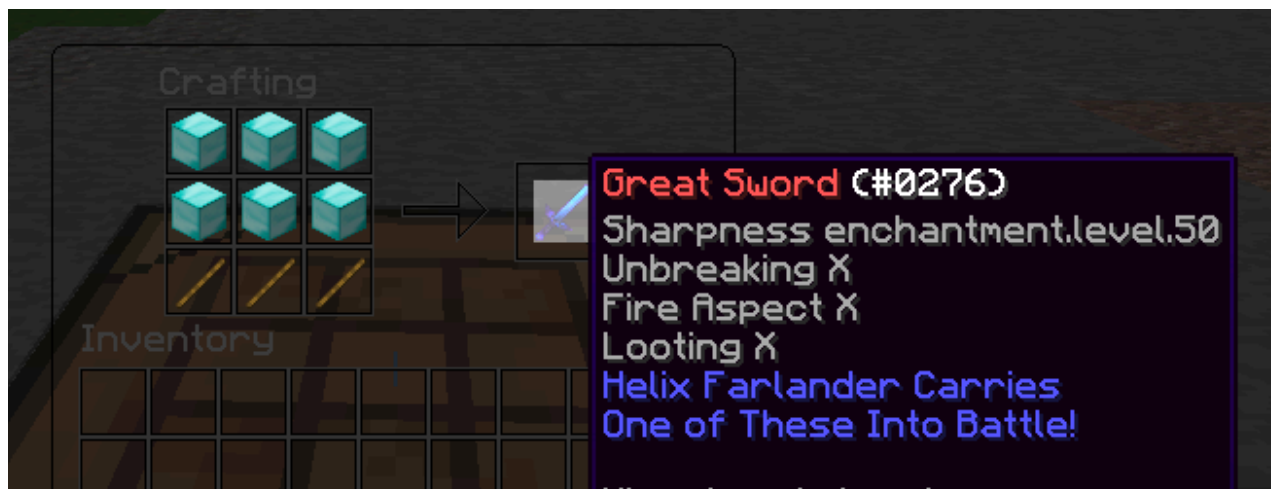 Crafting
Great Sword (#0276)
Sharpness enchantment.level.50
Unbreaking X
Fire Aspect X
Looting X
Helix Farlander Carries
One of These Into Battle!
Inventory